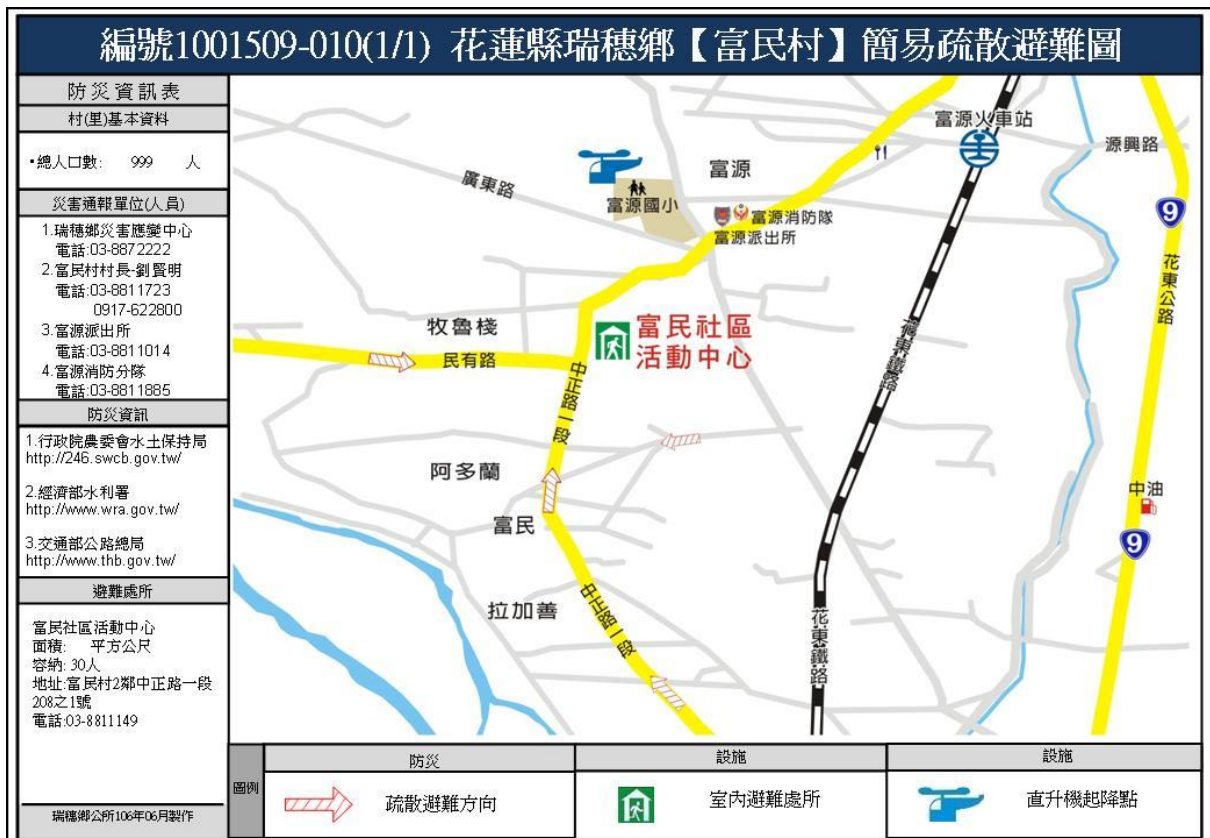 編號1001509-010(1/1) 花蓮縣瑞穗鄉【富民村】簡易疏散避難圖
防災資訊表
村(里)基本資料
•總人口數: 999 人
災害通報單位(人員)
1.瑞穗鄉災害應變中心
電話:03-8872222
2.富民村村長-劉賢明
電話:03-8811723
0917-622800
3.富源派出所
電話:03-8811014
4.富源消防分隊
電話:03-8811885
防災資訊
1.行政院農委會水土保持局
http://246.swcb.gov.tw/
2.經濟部水利署
http://www.wra.gov.tw/
3.交通部公路總局
http://www.thb.gov.tw/
避難處所
富民社區活動中心
面積: 平方公尺
容納: 30人
地址:富民村2鄰中正路一段
208之1號
電話:03-8811149
瑞穗鄉公所106年06月製作
富源火車站
源興路
富源
廣東路
富源國小
富源消防隊
富源派出所
9
花東公路
牧魯棧
民有路
富民社區
活動中心
中正路一段
花東鐵路
阿多蘭
富民
中油
9
拉加善
中正路一段
花東鐵路
圖例
防災
設施
設施
疏散避難方向
室內避難處所
直升機起降點